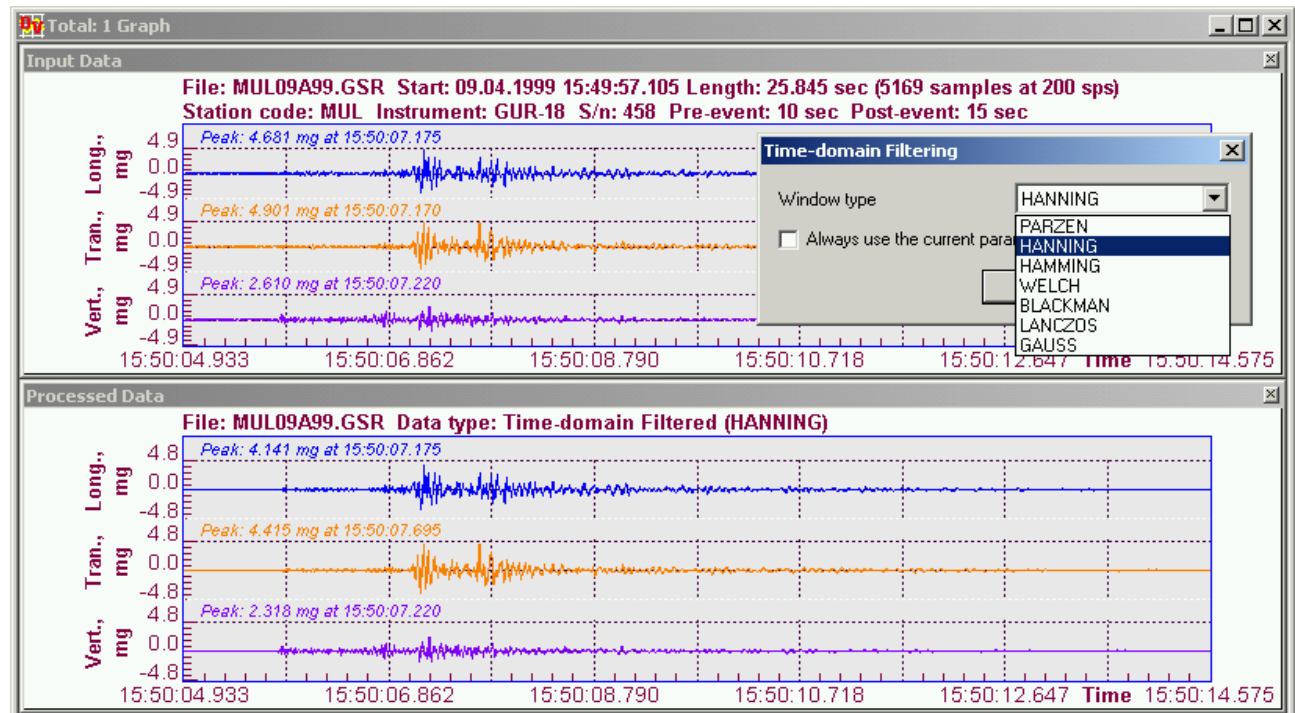 Total: 1 Graph
Input Data
File: MUL09A99.GSR Start: 09.04.1999 15:49:57.105 Length: 25.845 sec (5169 samples at 200 sps)
Station code: MUL Instrument: GUR-18 S/n: 458 Pre-event: 10 sec Post-event: 15 sec
Long., mg
4.9
0.0
-4.9
Peak: 4.681 mg at 15:50:07.175
Tran., mg
4.9
0.0
-4.9
Peak: 4.901 mg at 15:50:07.170
Vert., mg
4.9
0.0
-4.9
Peak: 2.610 mg at 15:50:07.220
15:50:04.933 15:50:06.862 15:50:08.790 15:50:10.718 15:50:12.647 Time 15:50:14.575
Time-domain Filtering
Window type
HANNING
Always use the current
PARZEN
HANNING
HAMMING
WELCH
BLACKMAN
LANCZOS
GAUSS
Processed Data
File: MUL09A99.GSR Data type: Time-domain Filtered (HANNING)
Long., mg
4.8
0.0
-4.8
Peak: 4.141 mg at 15:50:07.175
Tran., mg
4.8
0.0
-4.8
Peak: 4.415 mg at 15:50:07.695
Vert., mg
4.8
0.0
-4.8
Peak: 2.318 mg at 15:50:07.220
15:50:04.933 15:50:06.862 15:50:08.790 15:50:10.718 15:50:12.647 Time 15:50:14.575